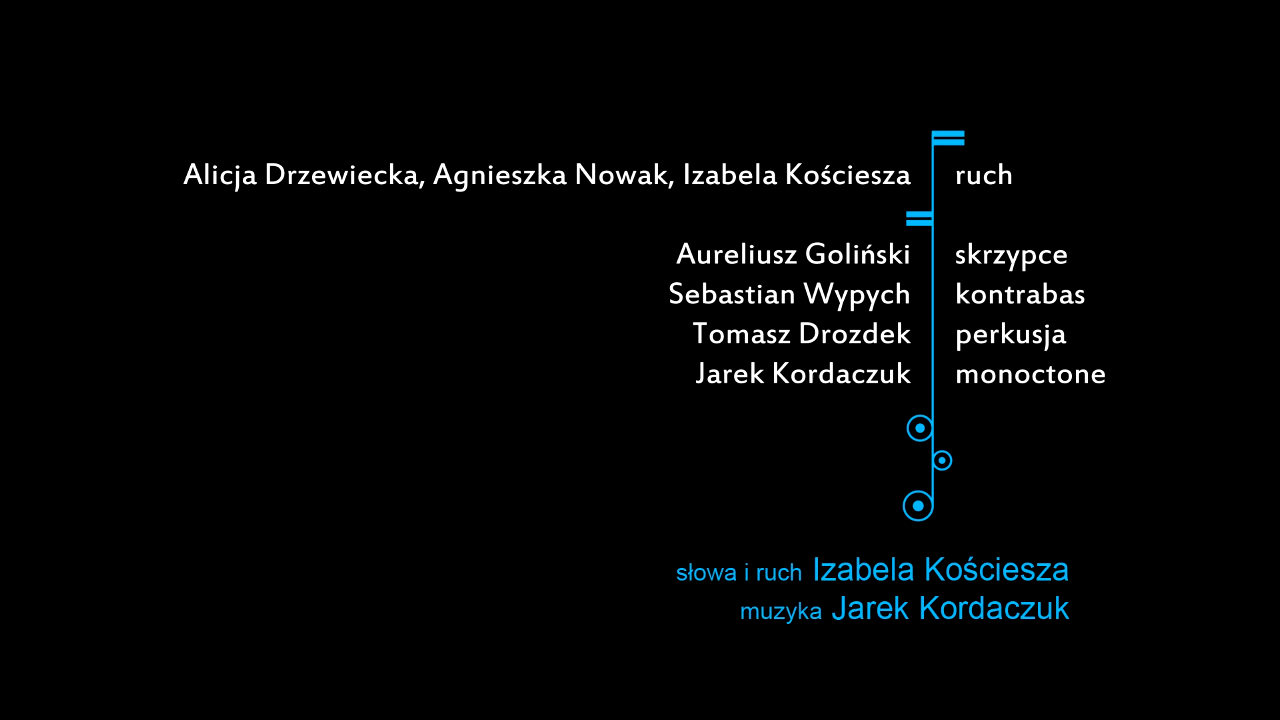 Alicja Drzewiecka, Agnieszka Nowak, Izabela Kościesza ruch
Aureliusz Goliński skrzypce
Sebastian Wypych kontrabas
Tomasz Drozdek perkusja
Jarek Kordaczuk monoctone
słowa i ruch Izabela Kościesza
muzyka Jarek Kordaczuk